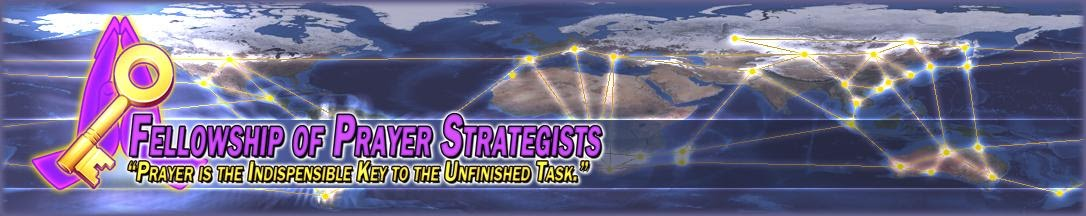 Fellowship of Prayer Strategists
"Prayer is the Indispensible Key to the Unfinished Task."